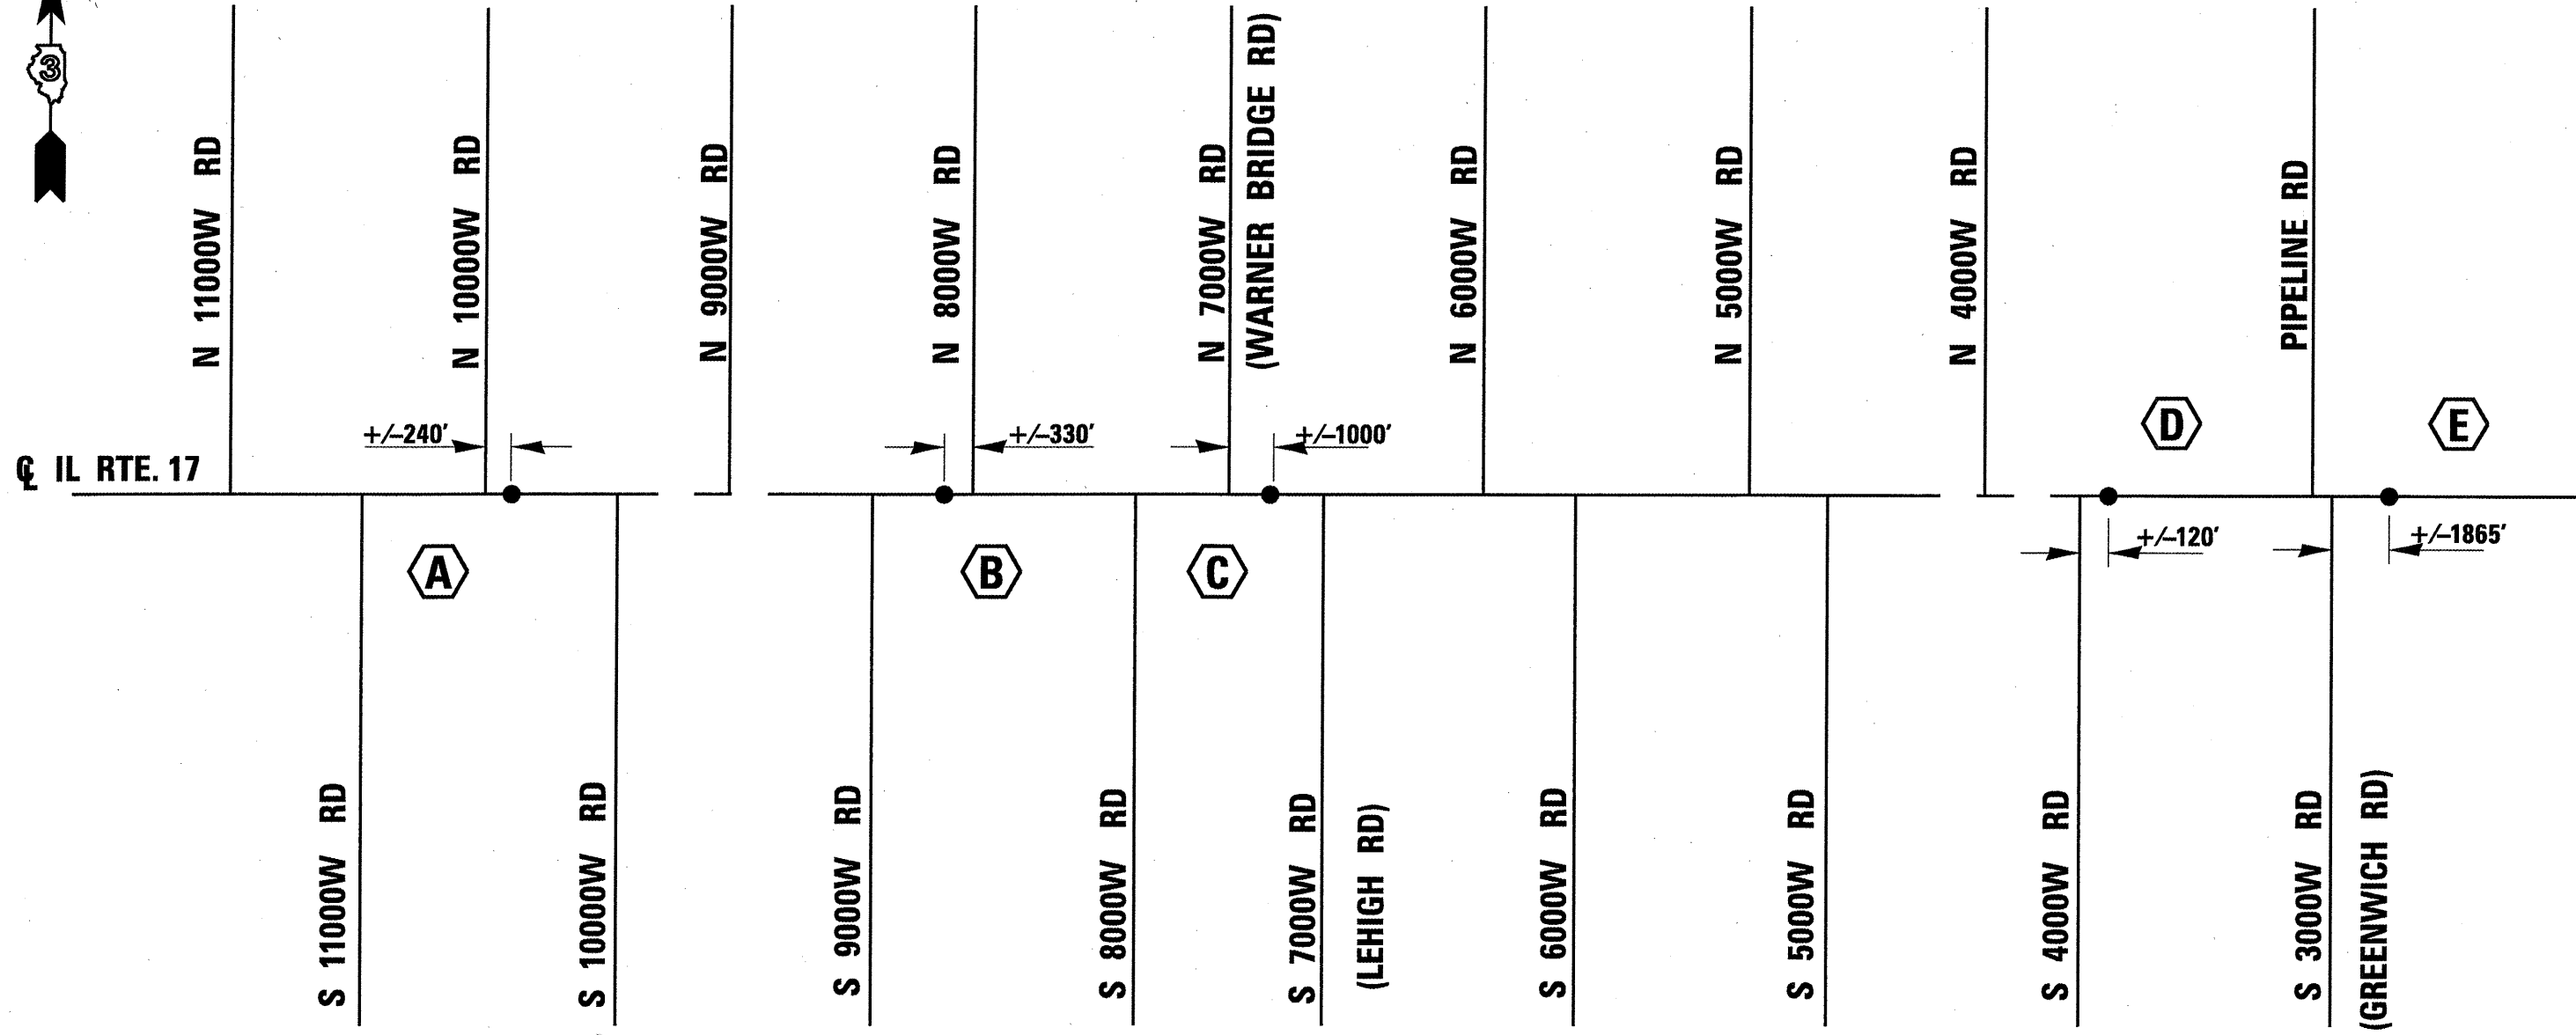 3
N 11000W RD
N 10000W RD
N 9000W RD
N 8000W RD
N 7000W RD
(WARNER BRIDGE RD)
N 6000W RD
N 5000W RD
N 4000W RD
PIPELINE RD
D
E
+/-240'
+/-330'
+/-1000'
℄ IL RTE. 17
+/-120'
+/-1865'
A
B
C
S 11000W RD
S 10000W RD
S 9000W RD
S 8000W RD
S 7000W RD
(LEHIGH RD)
S 6000W RD
S 5000W RD
S 4000W RD
S 3000W RD
(GREENWICH RD)